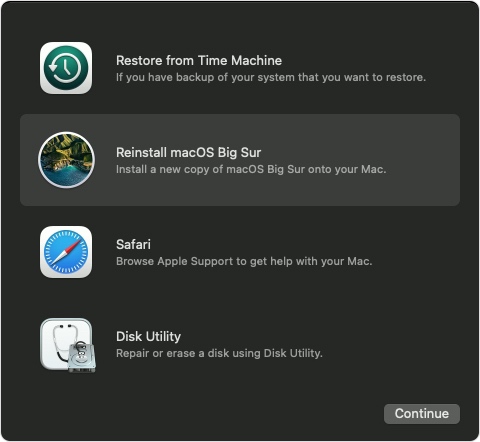 Restore from Time Machine
If you have backup of your system that you want to restore.
Reinstall macOS Big Sur
Install a new copy of macOS Big Sur onto your Mac.
Safari
Browse Apple Support to get help with your Mac.
Disk Utility
Repair or erase a disk using Disk Utility.
Continue